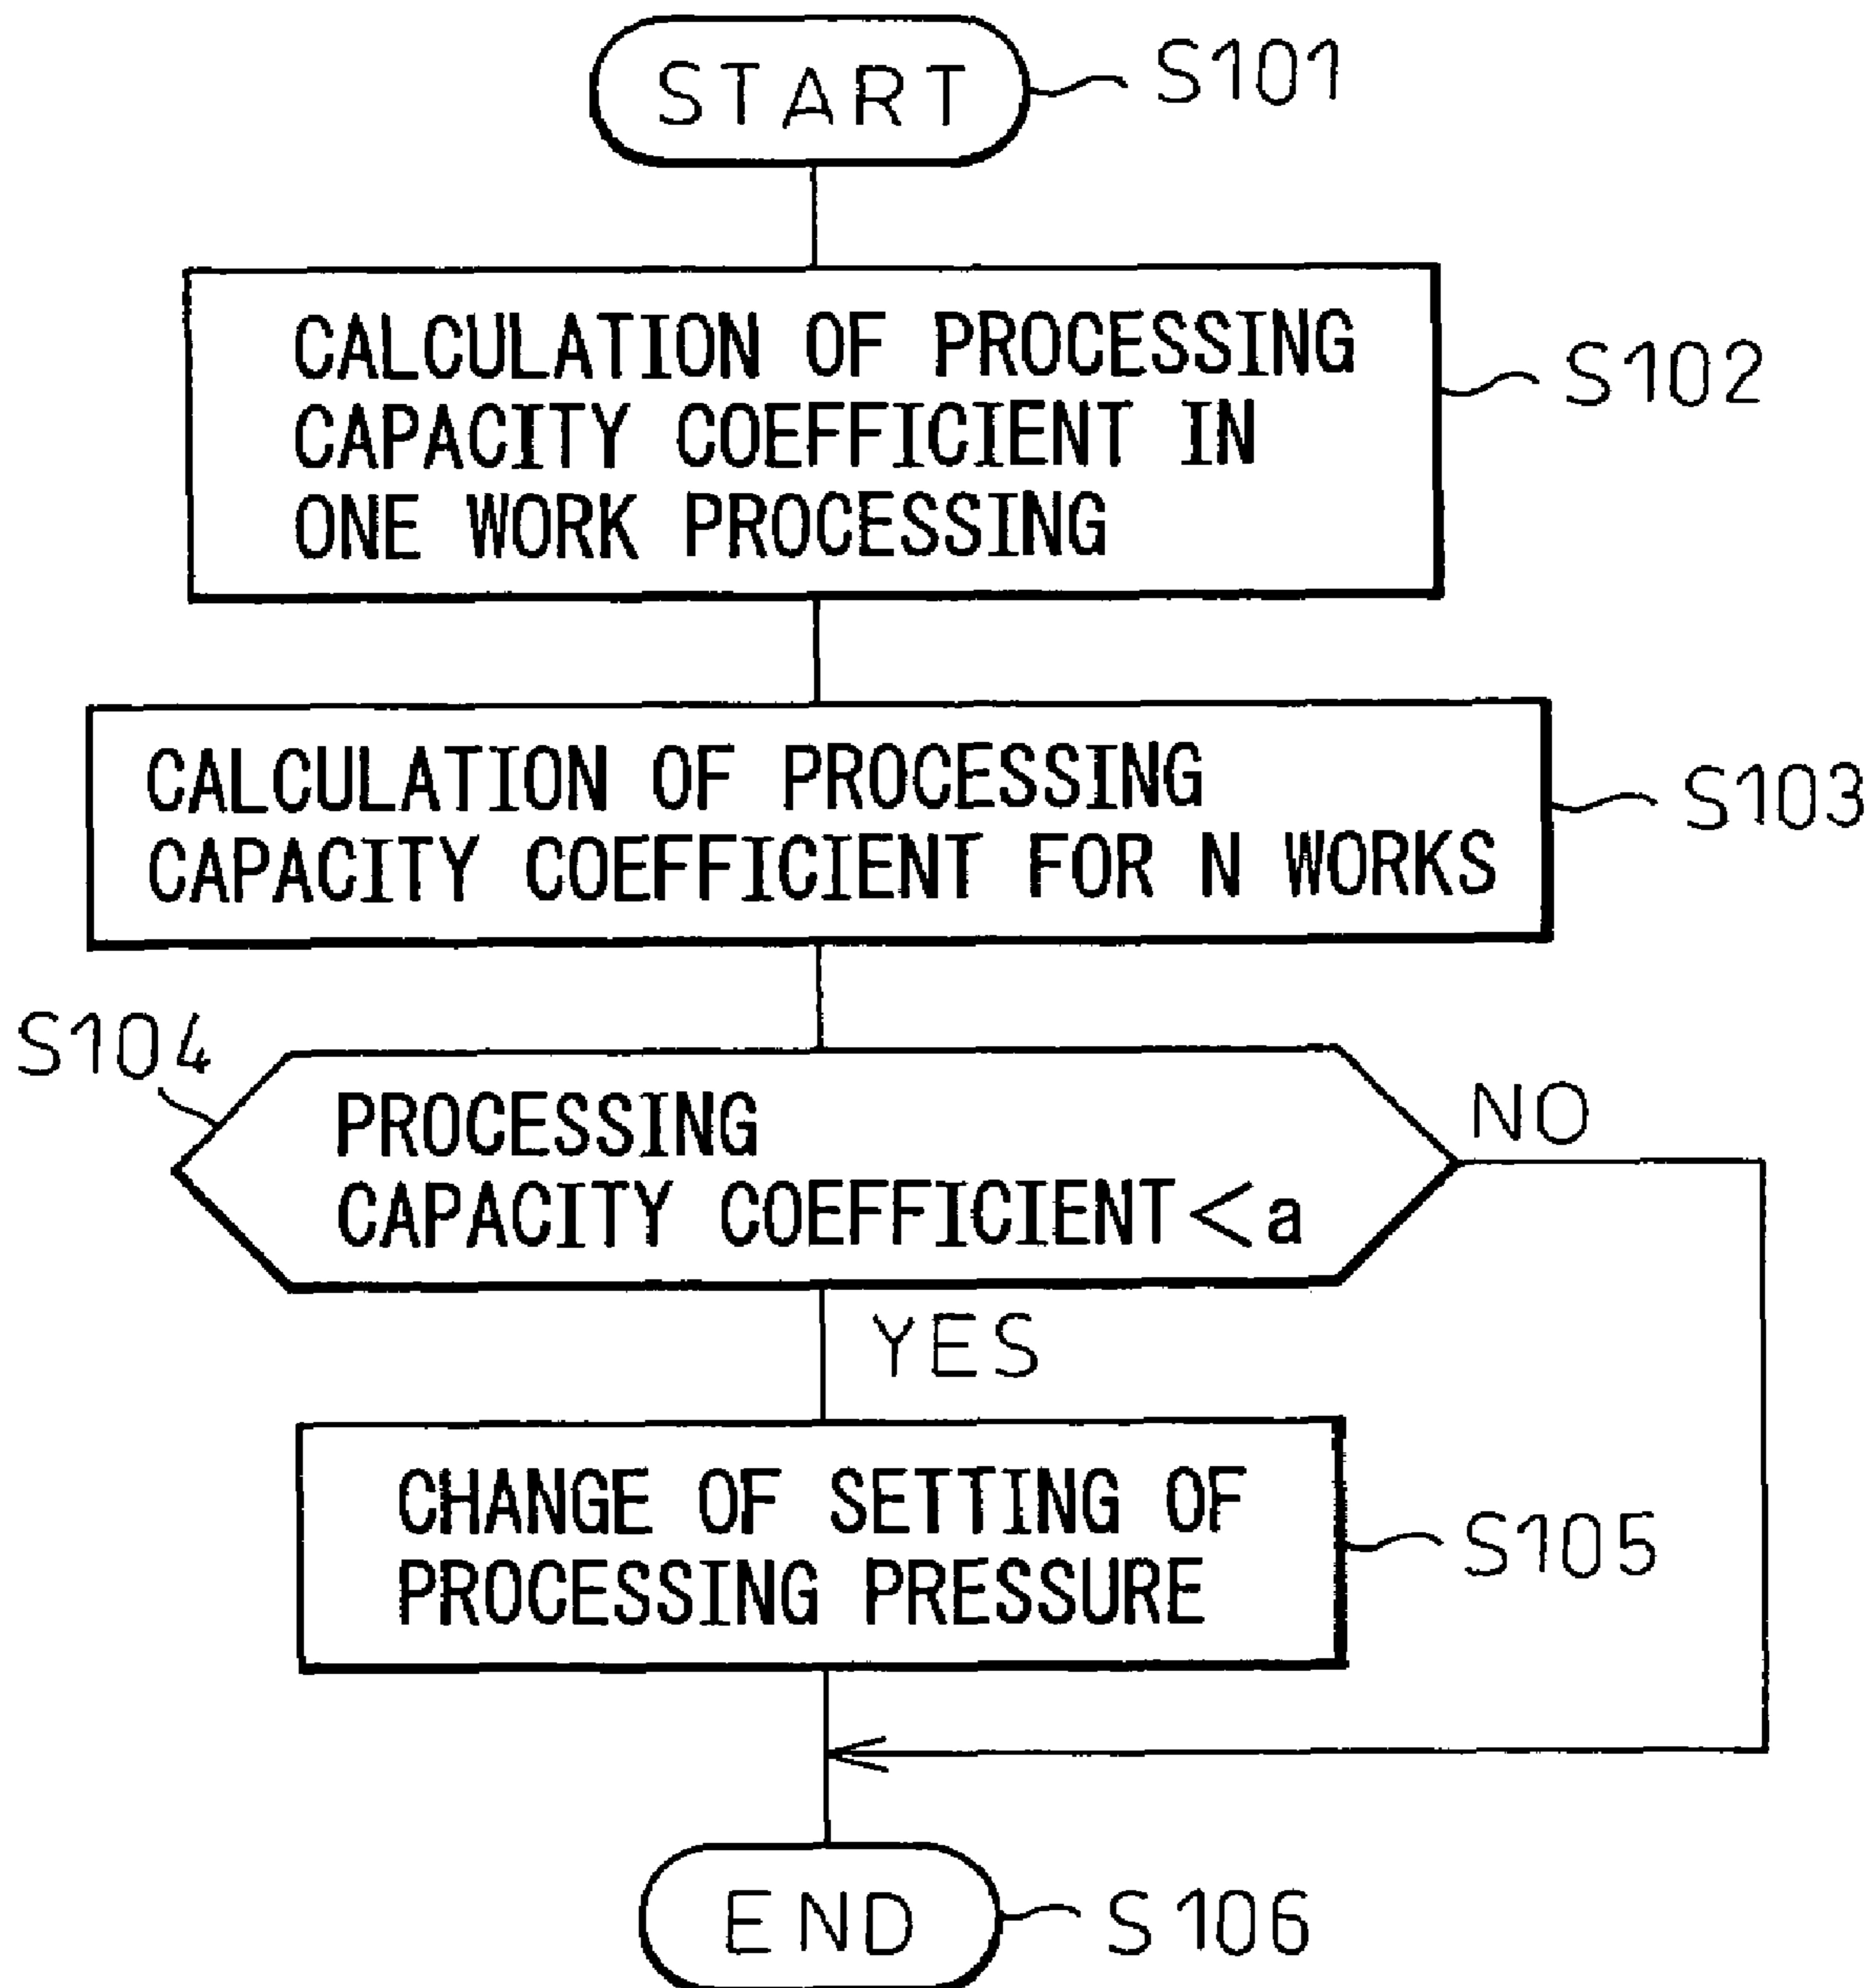 START
S101
CALCULATION OF PROCESSING
CAPACITY COEFFICIENT IN
ONE WORK PROCESSING
S102
CALCULATION OF PROCESSING
CAPACITY COEFFICIENT FOR N WORKS
S103
S104
PROCESSING
CAPACITY COEFFICIENT<a
NO
YES
CHANGE OF SETTING OF
PROCESSING PRESSURE
S105
END
S106